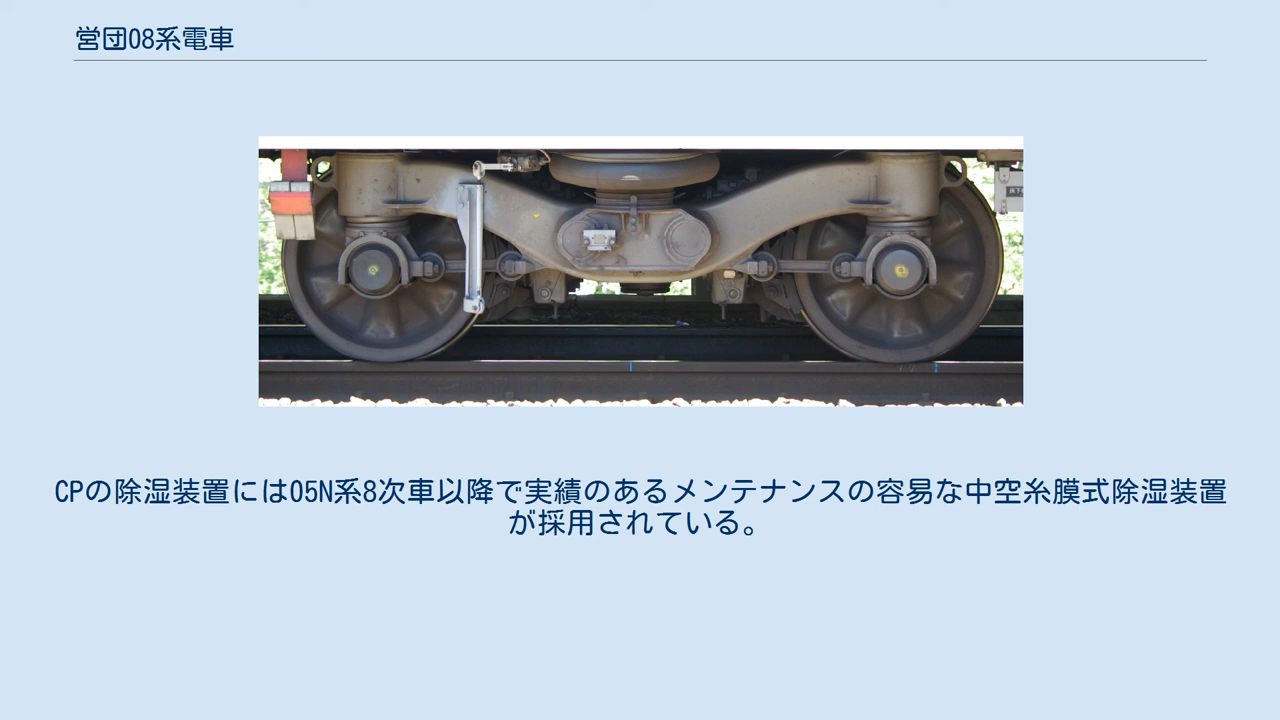 営団08系電車
CPの除湿装置には05N系8次車以降で実績のあるメンテナンスの容易な中空糸膜式除湿装置
が採用されている。